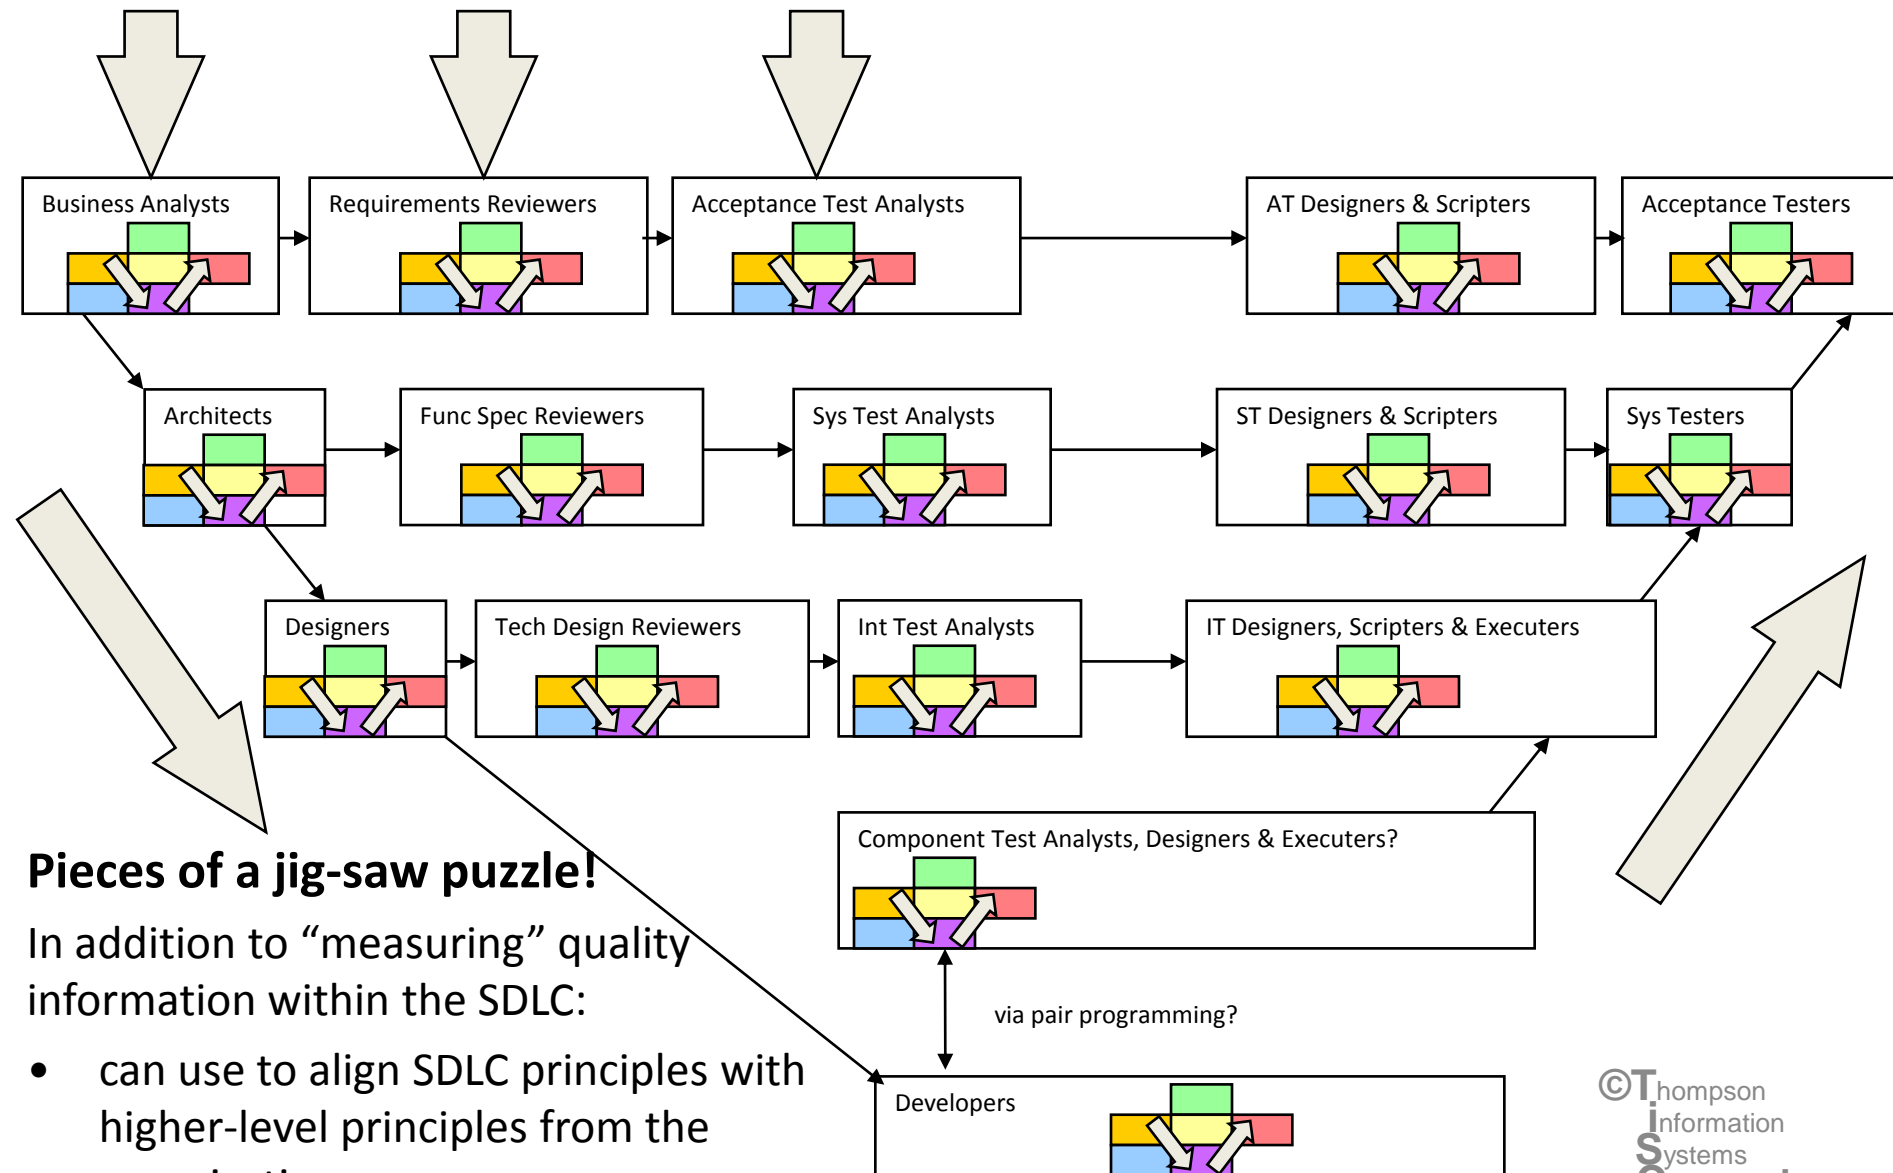 Business Analysts
Requirements Reviewers
Acceptance Test Analysts
AT Designers & Scripters
Acceptance Testers
Architects
Func Spec Reviewers
Sys Test Analysts
ST Designers & Scripters
Sys Testers
Designers
Tech Design Reviewers
Int Test Analysts
IT Designers, Scripters & Executers
Component Test Analysts, Designers & Executers?
Pieces of a jig-saw puzzle!
In addition to “measuring” quality
information within the SDLC:
• can use to align SDLC principles with
higher-level principles from the
via pair programming?
Developers
©Thompson
information
Systems